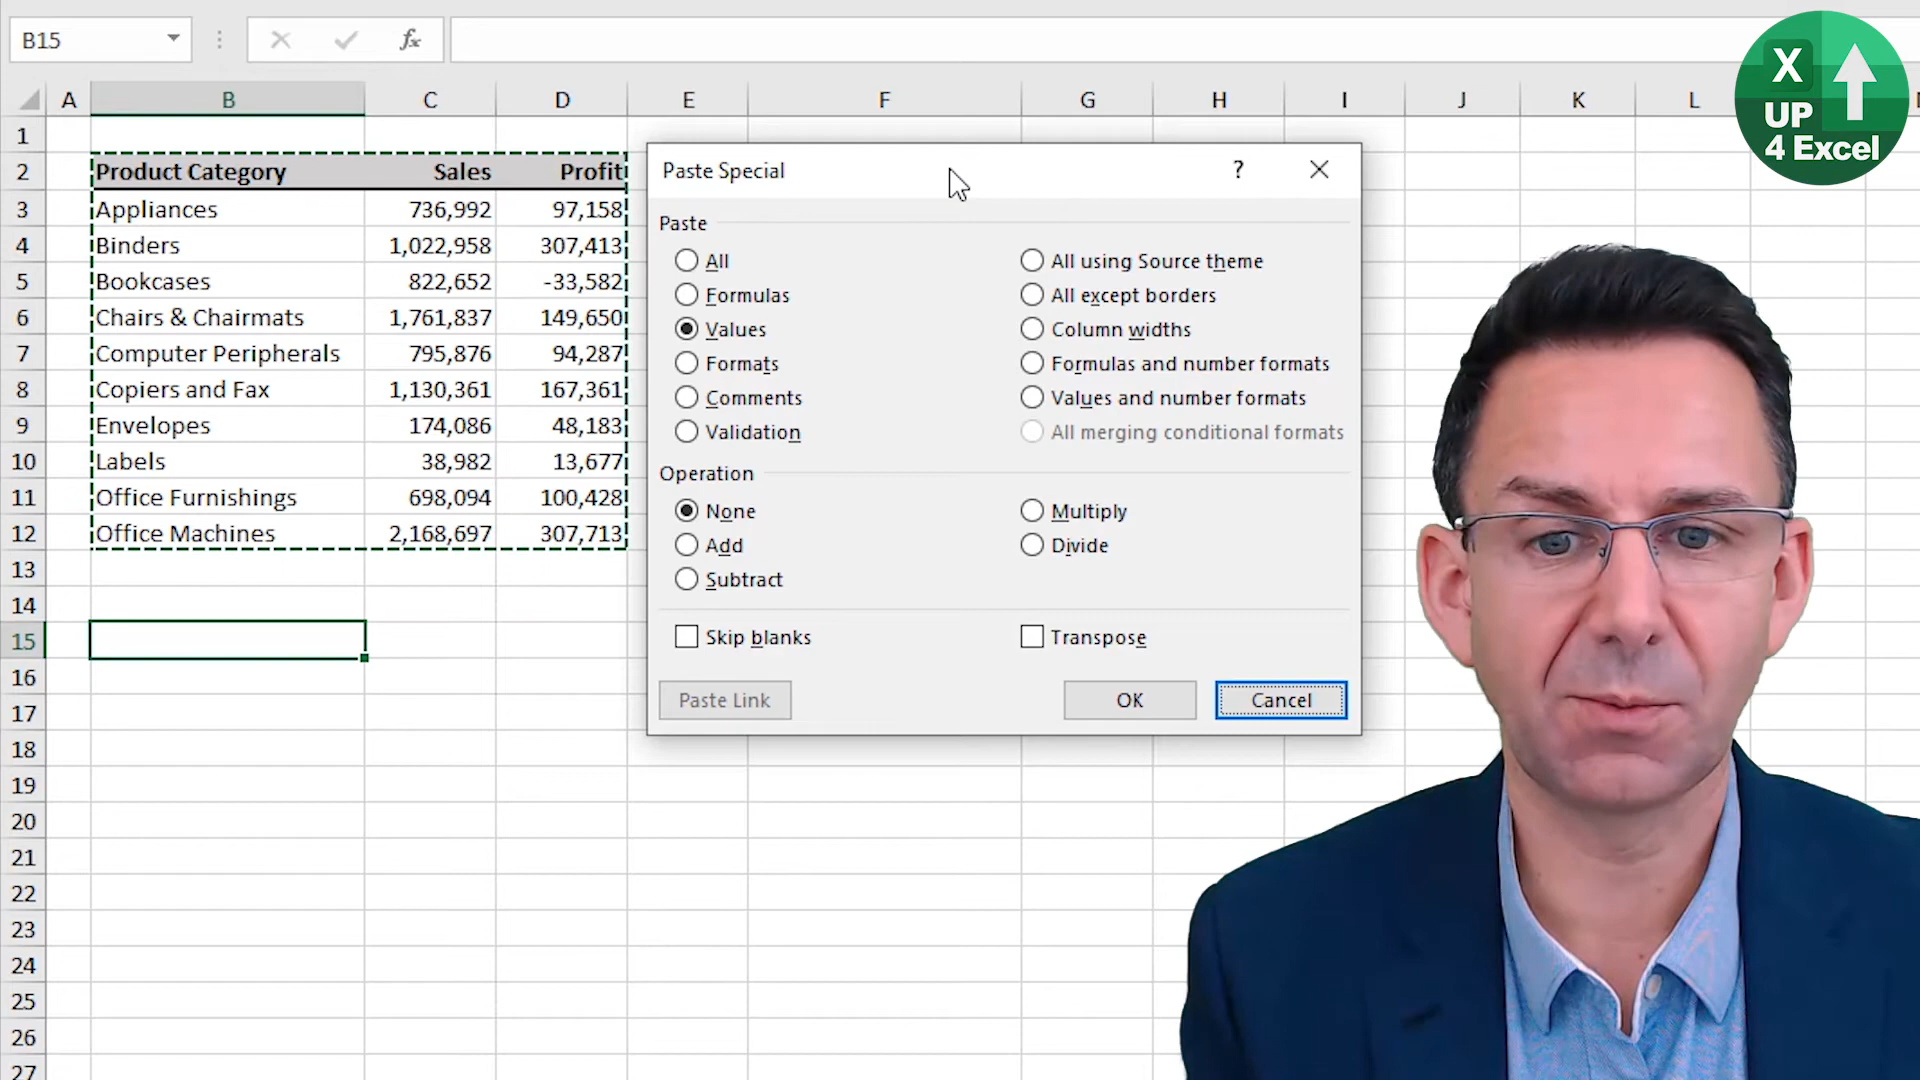 B15
fx
A B C D E F G H I J K L
1
2 Product Category Sales Profit
3 Appliances 736,992 97,158
4 Binders 1,022,958 307,413
5 Bookcases 822,652 -33,582
6 Chairs & Chairmats 1,761,837 149,650
7 Computer Peripherals 795,876 94,287
8 Copiers and Fax 1,130,361 167,361
9 Envelopes 174,086 48,183
10 Labels 38,982 13,677
11 Office Furnishings 698,094 100,428
12 Office Machines 2,168,697 307,713
13
14
15
16
17
18
19
20
21
22
23
24
25
26
27
Paste Special ?
Paste
All All using Source theme
Formulas All except borders
Values Column widths
Formats Formulas and number formats
Comments Values and number formats
Validation All merging conditional formats
Operation
None Multiply
Add Divide
Subtract
Skip blanks Transpose
Paste Link OK Cancel
X
UP
4 Excel